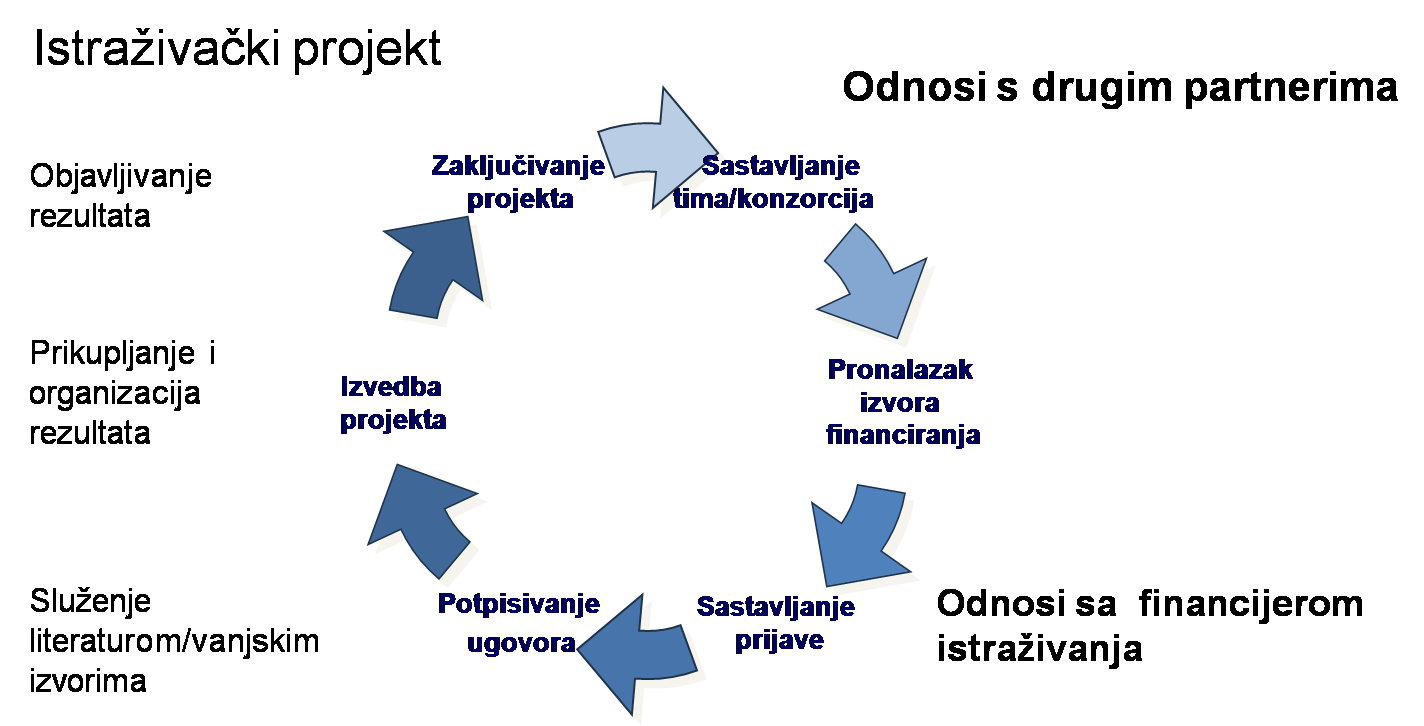 Istraživački projekt
Odnosi s drugim partnerima
Objavljivanje
rezultata
Zaključivanje
projekta
Sastavljanje
tima/konzorcija
Prikupljanje i
organizacija
rezultata
Izvedba
projekta
Pronalazak
izvora
financiranja
Služenje
literaturom/vanjskim
izvorima
Potpisivanje
ugovora
Sastavljanje
prijave
Odnosi sa financijerom
istraživanja